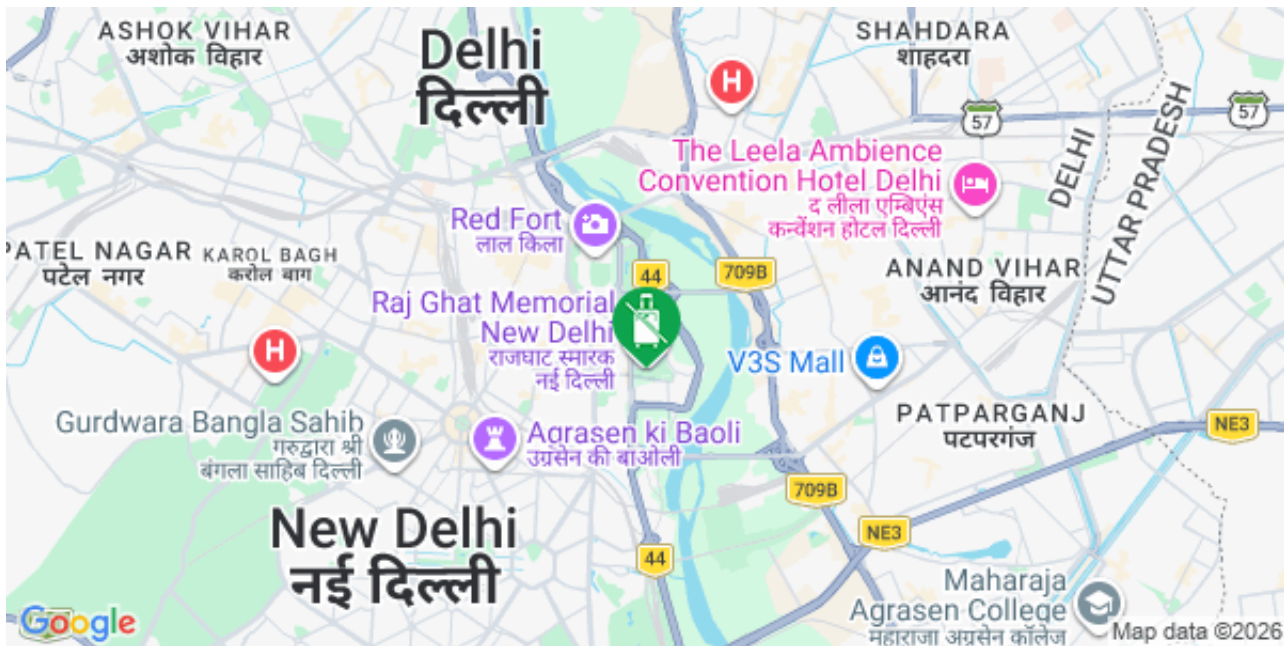 ASHOK VIHAR
अशोक विहार
Delhi
दिल्ली
SHAHDARA
शाहदरा
H
57
57
DELHI
UTTAR PRADESH
The Leela Ambience
Convention Hotel Delhi
द लीला एम्बिएंस
कन्वेंशन होटल दिल्ली
Red Fort
लाल किला
PATEL NAGAR
पटेल नगर
KAROL BAGH
करोल बाग
44
709B
ANAND VIHAR
आनंद विहार
Raj Ghat Memorial
New Delhi
राजघाट स्मारक
नई दिल्ली
H
V3S Mall
Gurdwara Bangla Sahib
गुरुद्वारा श्री
बंगला साहिब दिल्ली
Agrasen ki Baoli
उग्रसेन की बाओली
PATPARGANJ
पटपरगंज
NE3
709B
NE3
New Delhi
नई दिल्ली
44
Maharaja
Agrasen College
महाराजा अग्रसेन कॉलेज
Google
Map data ©2026